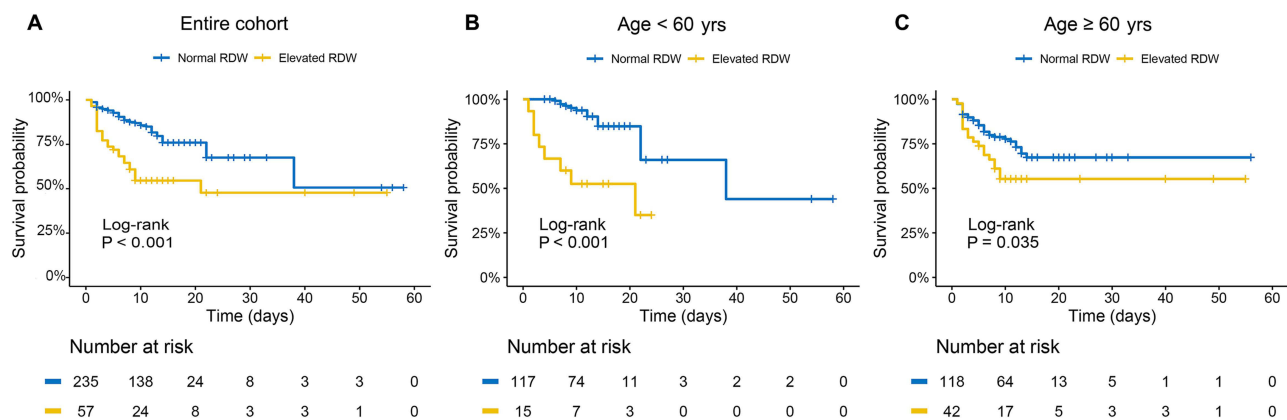 A Entire cohort
Normal RDW Elevated RDW
100%
75%
50%
25%
0%
Survival probability
Log-rank
P < 0.001
0 10 20 30 40 50 60
Time (days)
Number at risk
235 138 24 8 3 3 0
57 24 8 3 3 1 0
B Age < 60 yrs
Normal RDW Elevated RDW
100%
75%
50%
25%
0%
Survival probability
Log-rank
P < 0.001
0 10 20 30 40 50 60
Time (days)
Number at risk
117 74 11 3 2 2 0
15 7 3 0 0 0 0
C Age ≥ 60 yrs
Normal RDW Elevated RDW
100%
75%
50%
25%
0%
Survival probability
Log-rank
P = 0.035
0 10 20 30 40 50 60
Time (days)
Number at risk
118 64 13 5 1 1 0
42 17 5 3 3 1 0